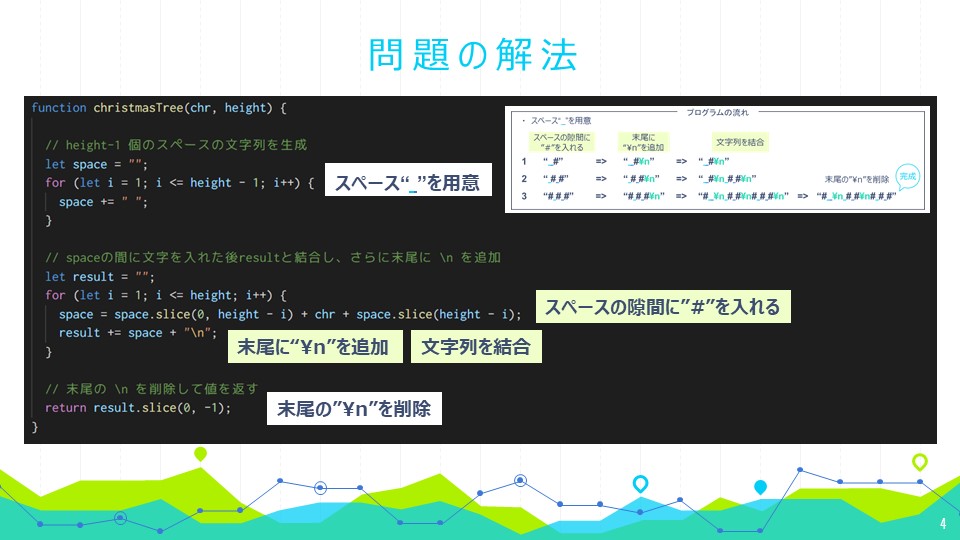 問題の解法
function christmasTree(chr, height) {
// height-1 個のスペースの文字列を生成
let space = "";
for (let i = 1; i <= height - 1; i++) {
space += " ";
}
スペース“_”を用意
// spaceの間に文字を入れた後resultと結合し、さらに末尾に \n を追加
let result = "";
for (let i = 1; i <= height; i++) {
space = space.slice(0, height - i) + chr + space.slice(height - i);
スペースの隙間に”#”を入れる
result += space + "\n";
末尾に“¥n”を追加
文字列を結合
}
// 末尾の \n を削除して値を返す
return result.slice(0, -1);
末尾の”¥n”を削除
}
プログラムの流れ
・ スペース“_”を用意
スペースの隙間に
“#”を入れる
末尾に
“¥n”を追加
文字列を結合
1 “_#” => “_#¥n” => “_#¥n”
2 “_#_#” => “_#_#¥n” => “_#¥n_#_#¥n”
末尾の”¥n”を削除
完成
3 “#_#_#” => “#_#_#¥n” => “#_¥n_#_#¥n#_#_#¥n” => “#_¥n_#_#¥n#_#_#”
4